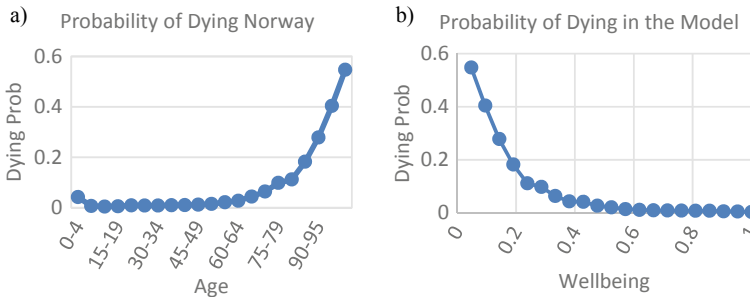 a)
Probability of Dying Norway
Dying Prob
0.6
0.4
0.2
0
0-4
15-19
30-34
45-49
60-64
75-79
90-95
Age
b)
Probability of Dying in the Model
Dying Prob
0.6
0.4
0.2
0
0
0.2
0.4
0.6
0.8
1
Wellbeing